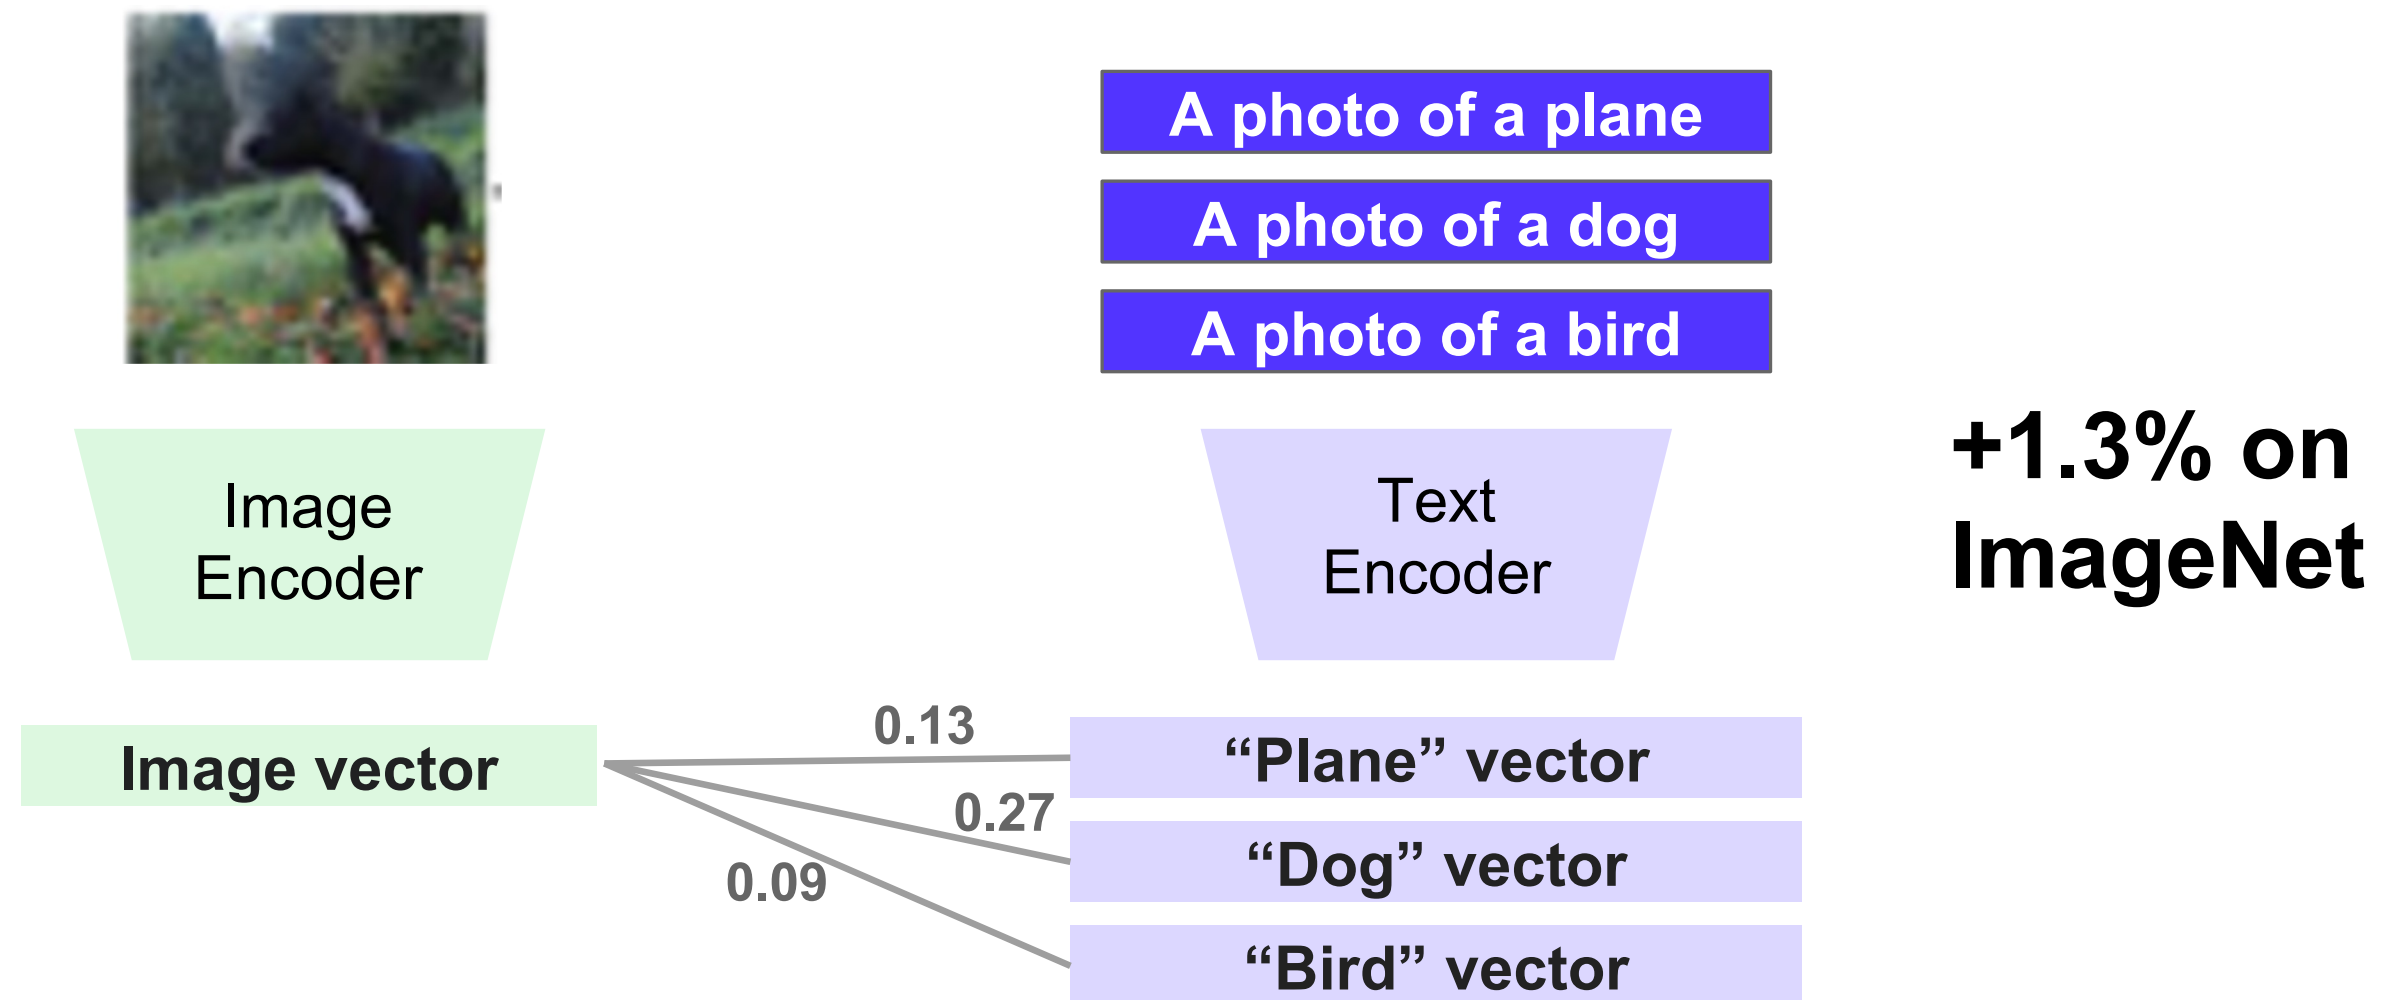 A photo of a plane
A photo of a dog
A photo of a bird
Image
Encoder
Text
Encoder
+1.3% on
ImageNet
Image vector
0.13
0.27
0.09
“Plane” vector
“Dog” vector
“Bird” vector